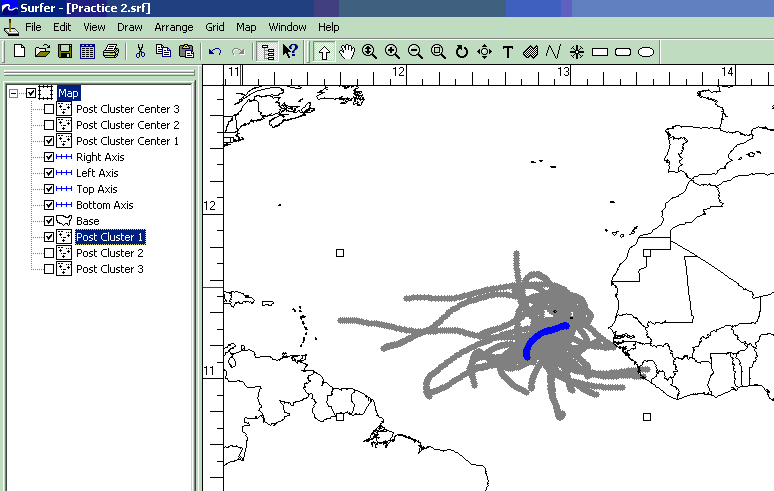 Surfer - [Practice 2.srf]
File Edit View Draw Arrange Grid Map Window Help
T
11 12 13 14
Map
Post Cluster Center 3
Post Cluster Center 2
Post Cluster Center 1
Right Axis
Left Axis
Top Axis
Bottom Axis
Base
Post Cluster 1
Post Cluster 2
Post Cluster 3
12
11